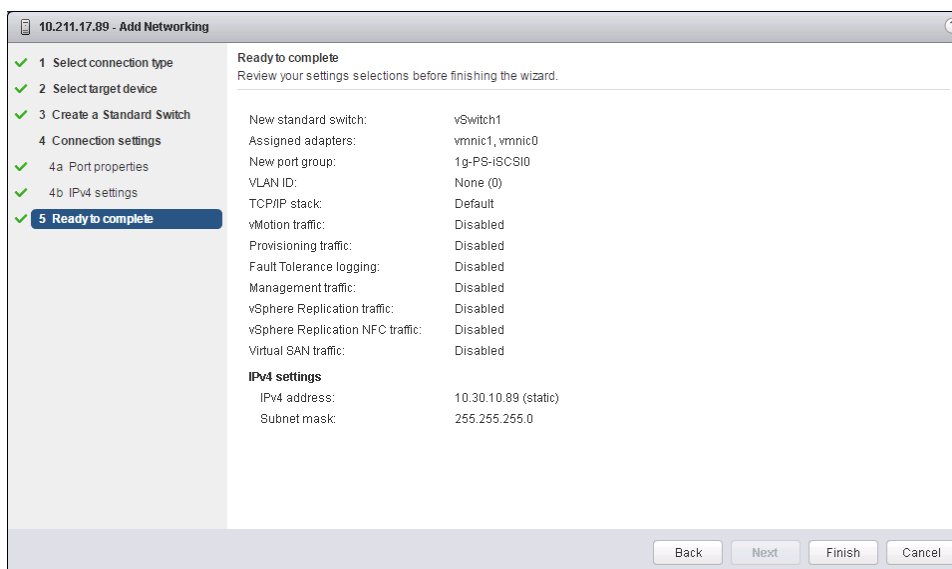 10.211.17.89 - Add Networking
1 Select connection type
2 Select target device
3 Create a Standard Switch
4 Connection settings
4a Port properties
4b IPv4 settings
5 Ready to complete
Ready to complete
Review your settings selections before finishing the wizard.
New standard switch: vSwitch1
Assigned adapters: vmnic1, vmnic0
New port group: 1g-PS-iSCSI0
VLAN ID: None (0)
TCP/IP stack: Default
vMotion traffic: Disabled
Provisioning traffic: Disabled
Fault Tolerance logging: Disabled
Management traffic: Disabled
vSphere Replication traffic: Disabled
vSphere Replication NFC traffic: Disabled
Virtual SAN traffic: Disabled
IPv4 settings
IPv4 address: 10.30.10.89 (static)
Subnet mask: 255.255.255.0
Back Next Finish Cancel